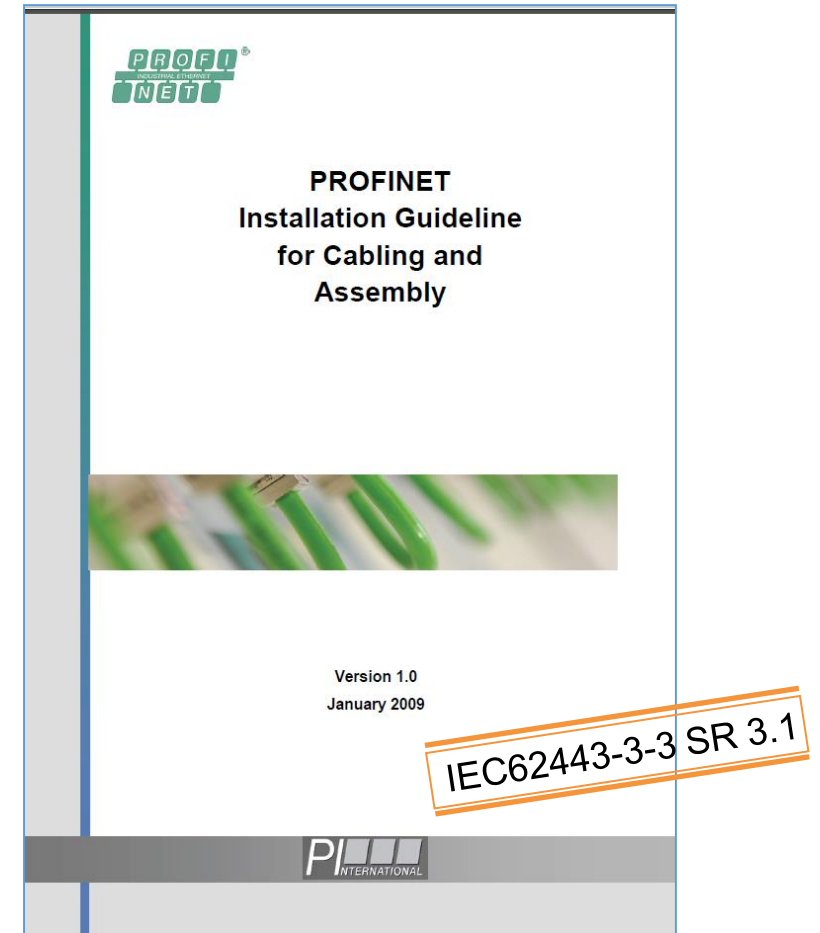 PROFI®
INDUSTRIAL ETHERNET
NET
PROFINET
Installation Guideline
for Cabling and
Assembly
Version 1.0
January 2009
IEC62443-3-3 SR 3.1
PI
INTERNATIONAL